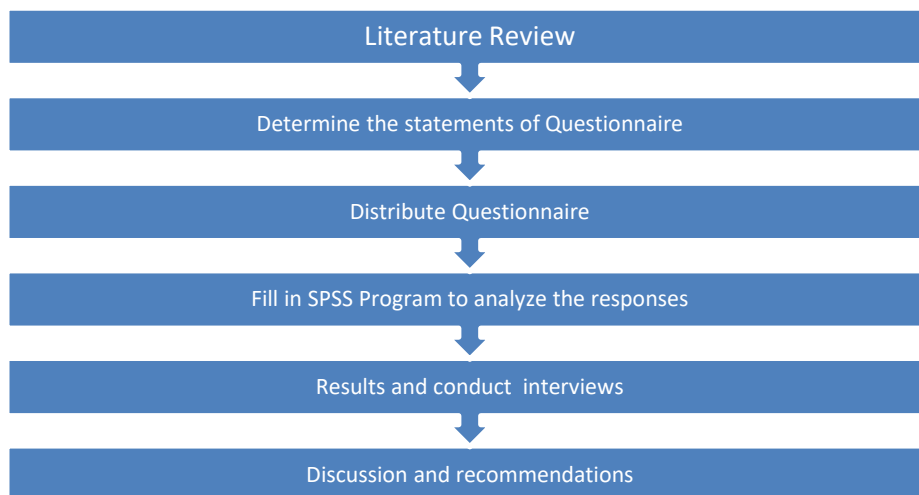 Literature Review
Determine the statements of Questionnaire
Distribute Questionnaire
Fill in SPSS Program to analyze the responses
Results and conduct interviews
Discussion and recommendations